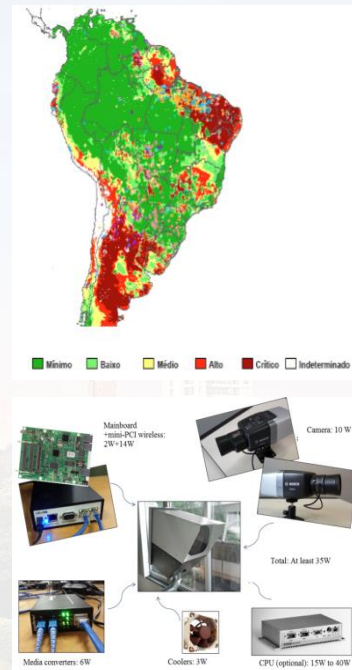 Mínimo Baixo Médio Alto Crítico Indeterminado
Mainboard
+mini-PCI wireless:
2W+14W
Camera: 10 W
BOSCH
Total: At least 35W
Media converters: 6W
Coolers: 3W
CPU (optional): 15W to 40W